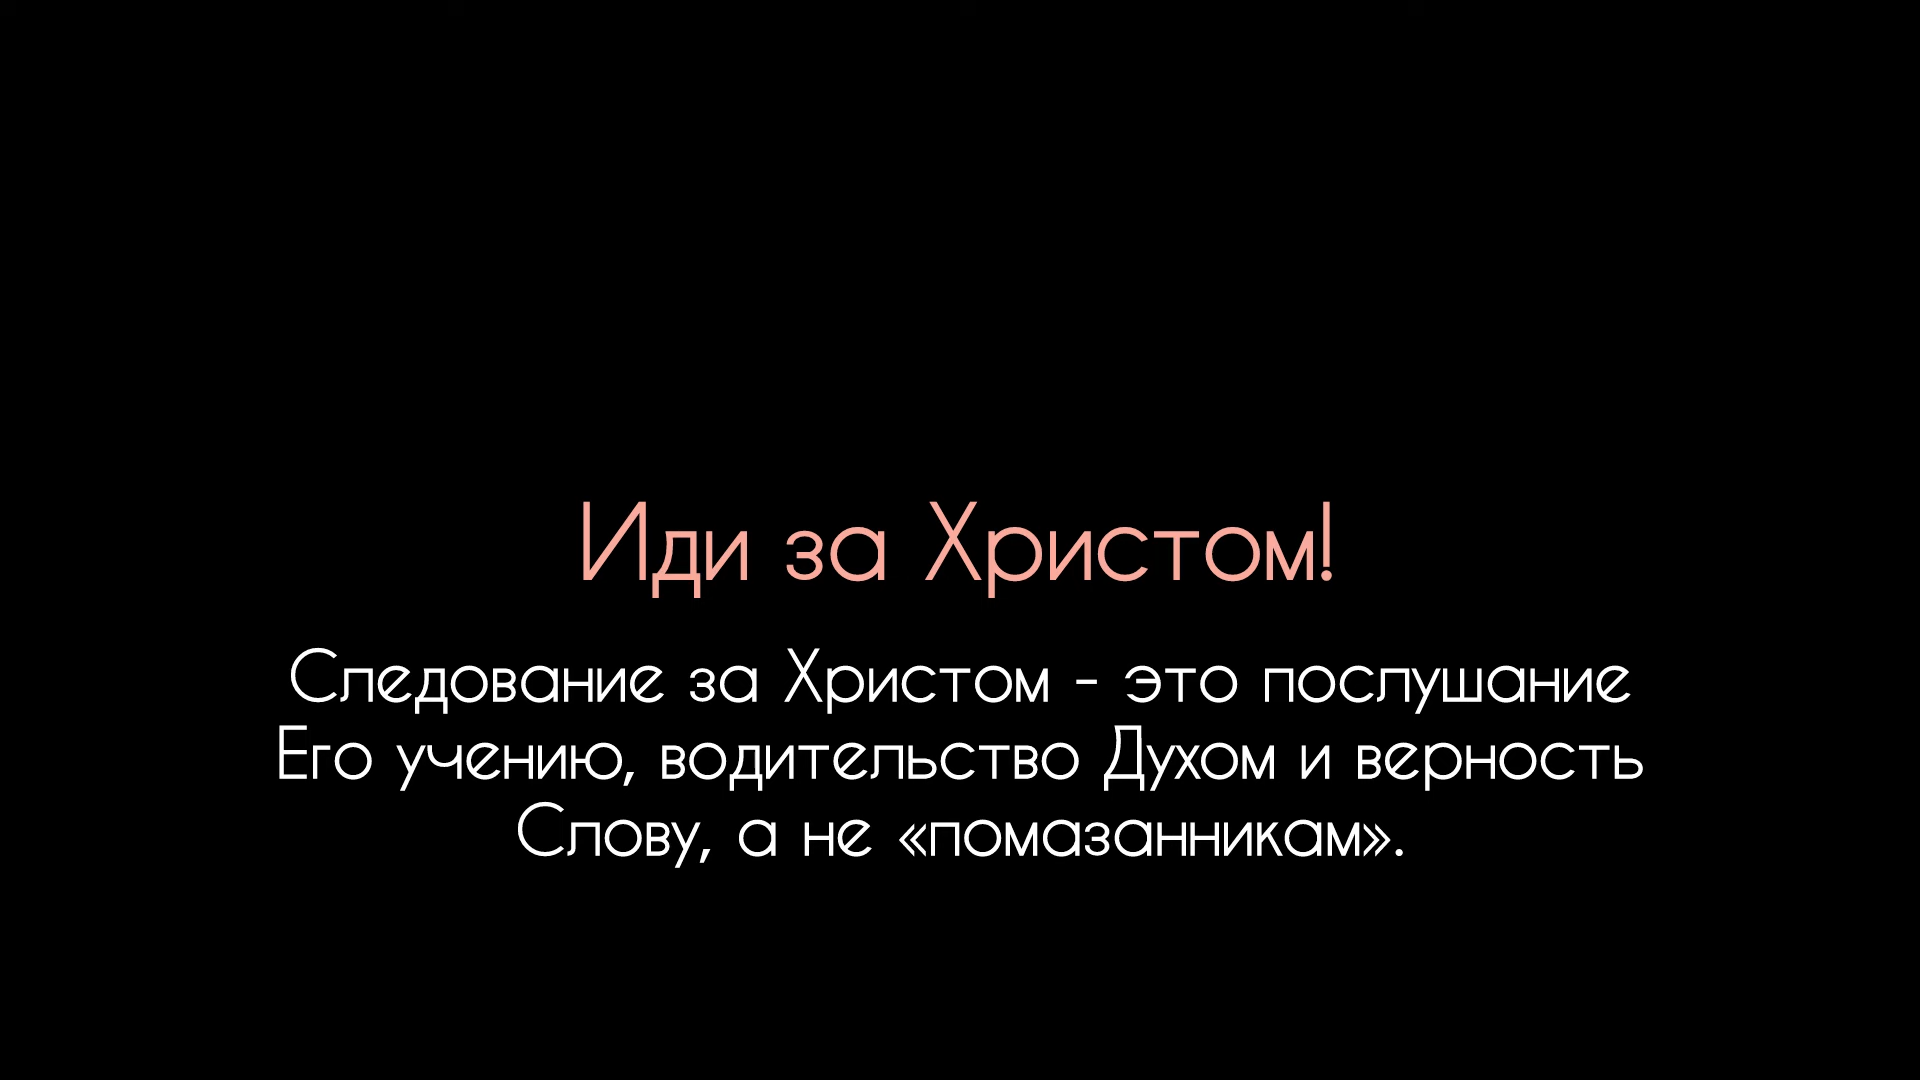 Иди за Христом!
Следование за Христом - это послушание
Его учению, водительство Духом и верность
Слову, а не «помазанникам».